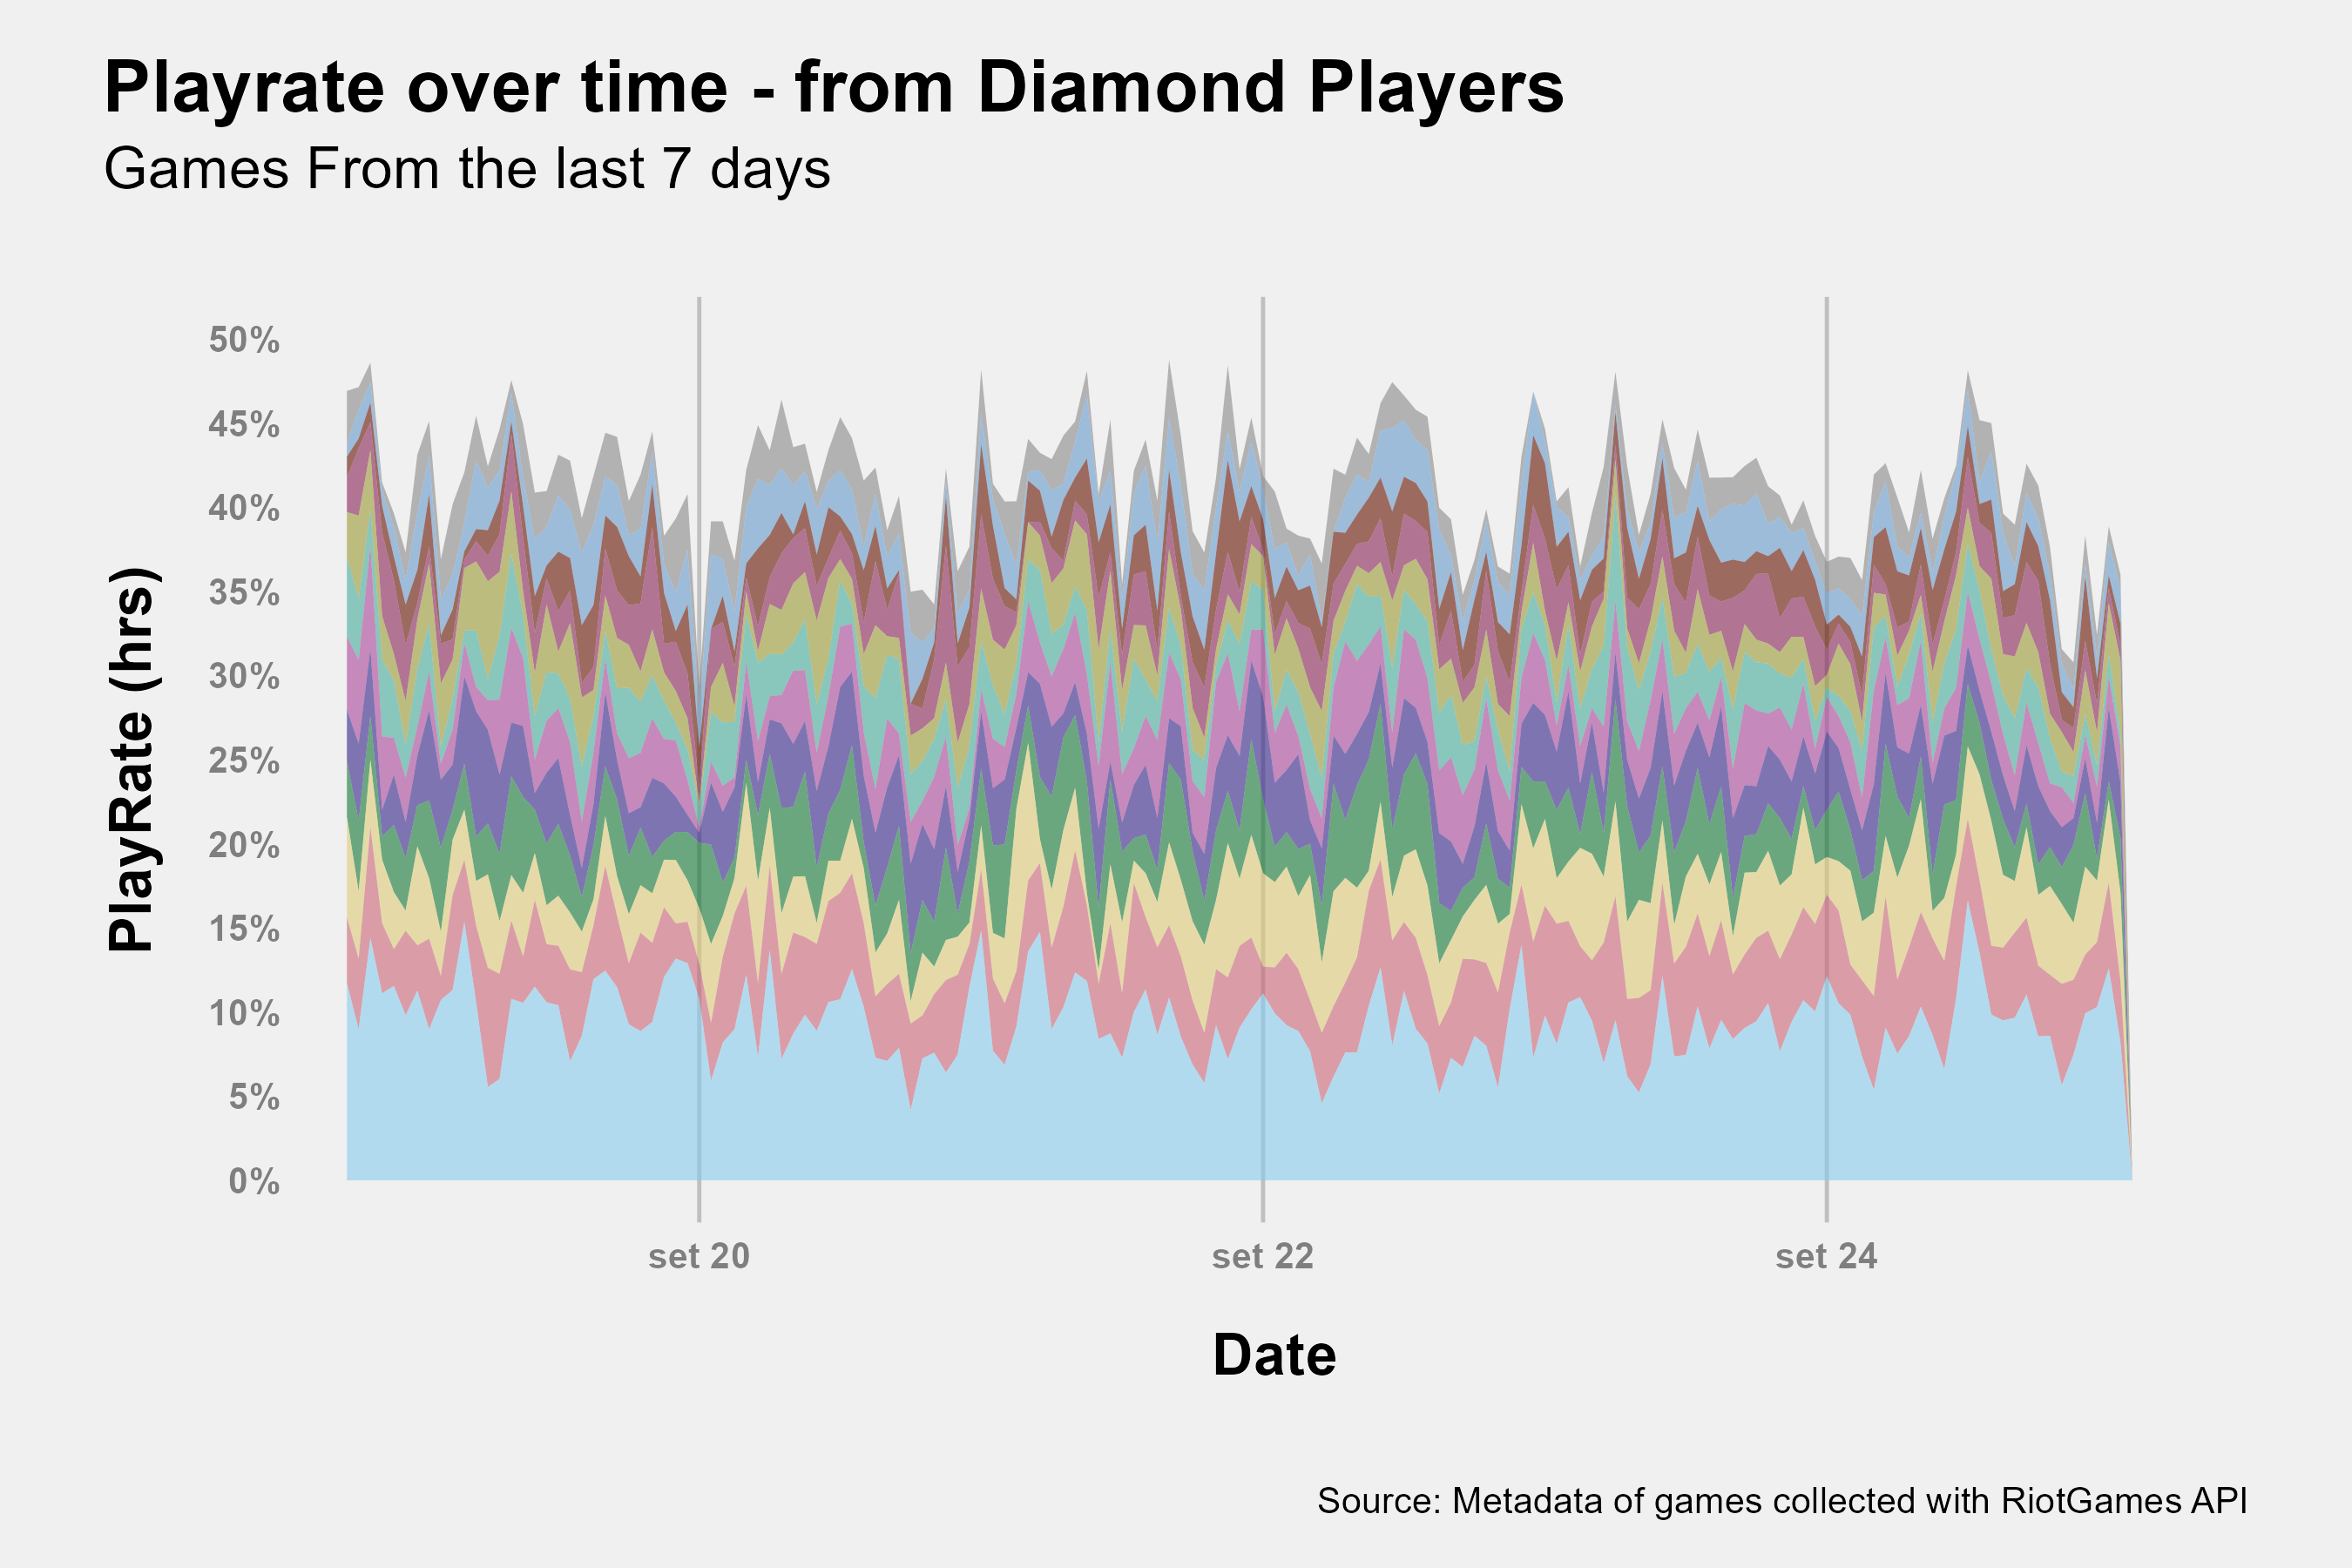 Playrate over time - from Diamond Players
Games From the last 7 days
PlayRate (hrs)
50%
45%
40%
35%
30%
25%
20%
15%
10%
5%
0%
set 20
set 22
set 24
Date
Source: Metadata of games collected with RiotGames API